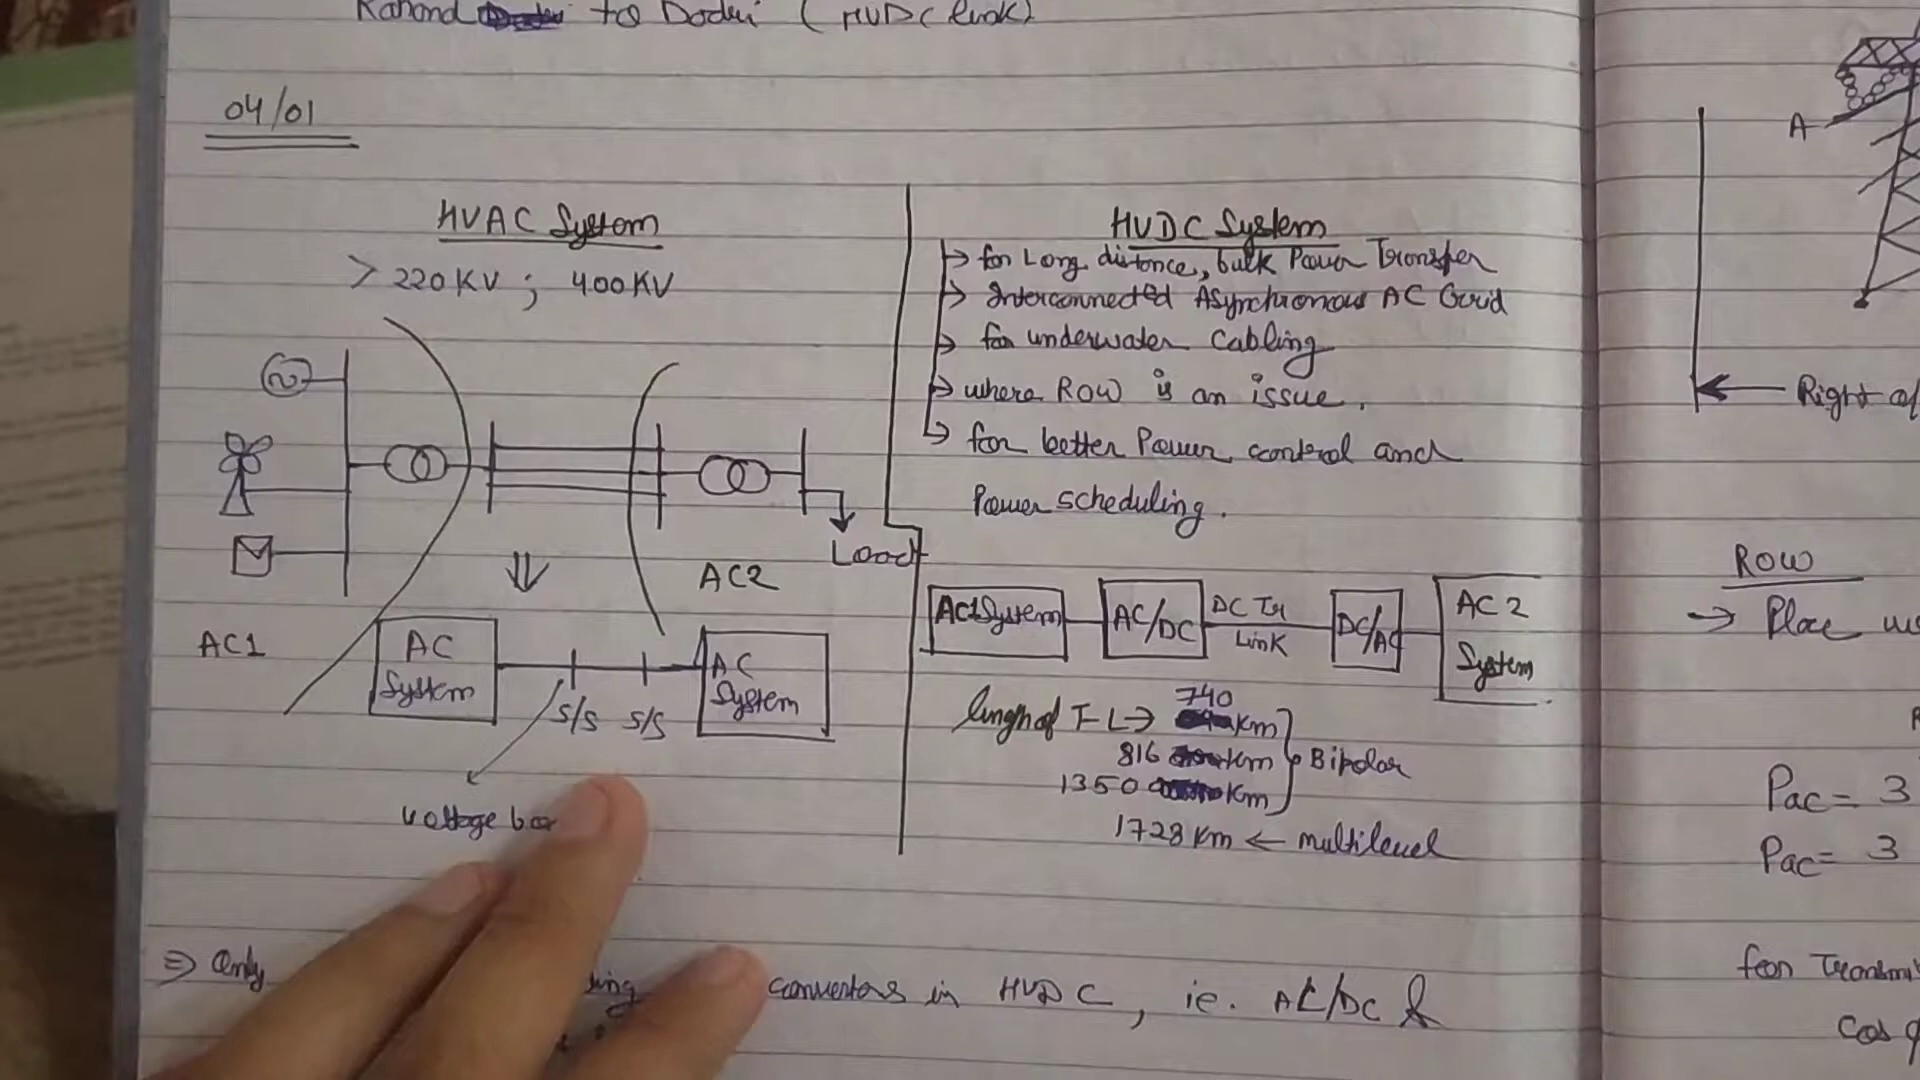 to Dadri (HVDC link)
04/01
HVAC System
> 220 KV ; 400 KV
Load
AC2
AC1
AC
System
S/S S/S
AC
System
voltage
HVDC System
→ for Long distance, bulk Power Transfer
→ Interconnected Asynchronous AC Grid
→ for underwater Cabling
→ where ROW is an issue.
→ for better Power control and
Power scheduling.
AC1 System
AC/DC
DC Tr
Link
DC/AC
AC 2
System
of T L → 740 km
816 km
1350 km
Bipolar
1728 km ← multilevel
⇒ Only
convertors in HVDC, ie. AC/DC &
A
Right of
ROW
→ Place
Pac = 3
Pac = 3
for
Cos